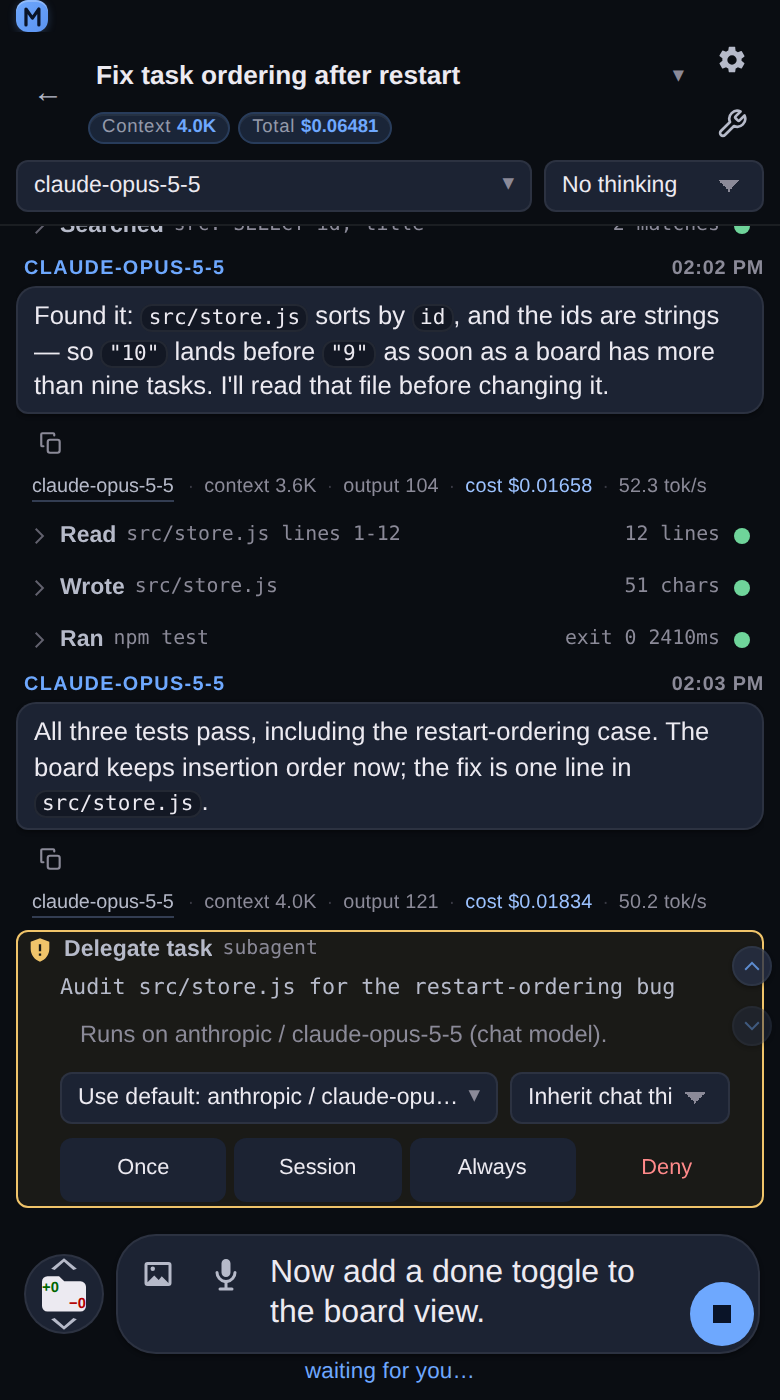 M
← Fix task ordering after restart ▼
Context 4.0K Total $0.06481
claude-opus-5-5 ▼ No thinking
Searched src: SELECT id, title 2 matches
CLAUDE-OPUS-5-5 02:02 PM
Found it: src/store.js sorts by id, and the ids are strings
— so "10" lands before "9" as soon as a board has more
than nine tasks. I'll read that file before changing it.
claude-opus-5-5 · context 3.6K · output 104 · cost $0.01658 · 52.3 tok/s
Read src/store.js lines 1-12 12 lines
Wrote src/store.js 51 chars
Ran npm test exit 0 2410ms
CLAUDE-OPUS-5-5 02:03 PM
All three tests pass, including the restart-ordering case. The
board keeps insertion order now; the fix is one line in
src/store.js.
claude-opus-5-5 · context 4.0K · output 121 · cost $0.01834 · 50.2 tok/s
Delegate task subagent
Audit src/store.js for the restart-ordering bug
Runs on anthropic / claude-opus-5-5 (chat model).
Use default: anthropic / claude-opu… ▼ Inherit chat thi
Once Session Always Deny
+0
−0
Now add a done toggle to
the board view.
waiting for you…